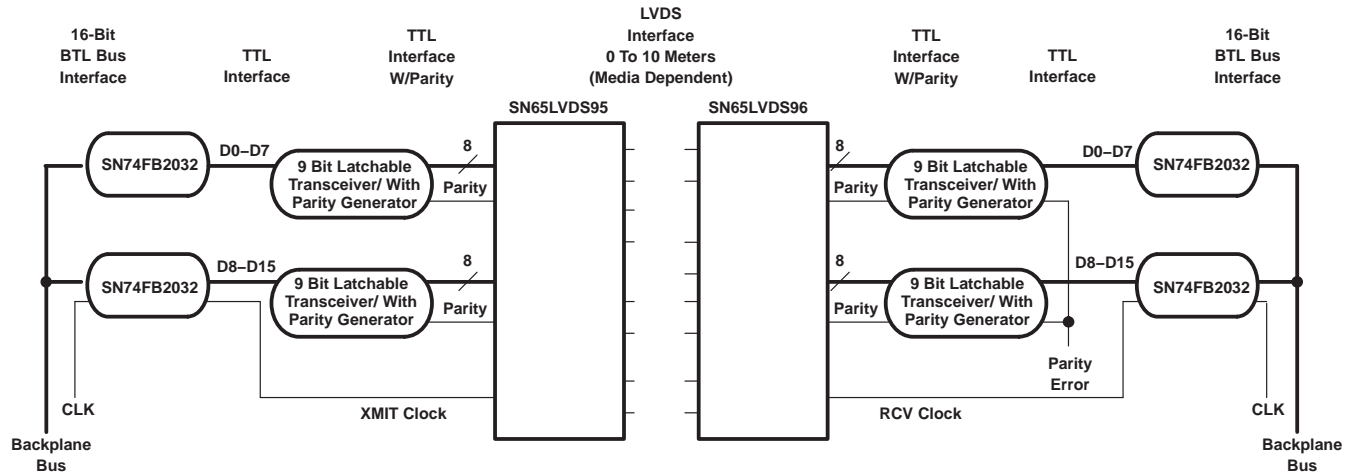 16-Bit
BTL Bus
Interface
TTL
Interface
TTL
Interface
W/Parity
LVDS
Interface
0 To 10 Meters
(Media Dependent)
TTL
Interface
W/Parity
TTL
Interface
16-Bit
BTL Bus
Interface
SN65LVDS95
SN65LVDS96
SN74FB2032
D0–D7
9 Bit Latchable
Transceiver/ With
Parity Generator
8
Parity
8
Parity
9 Bit Latchable
Transceiver/ With
Parity Generator
D0–D7
SN74FB2032
SN74FB2032
D8–D15
9 Bit Latchable
Transceiver/ With
Parity Generator
8
Parity
8
Parity
9 Bit Latchable
Transceiver/ With
Parity Generator
D8–D15
SN74FB2032
Parity
Error
CLK
XMIT Clock
RCV Clock
CLK
Backplane
Bus
Backplane
Bus